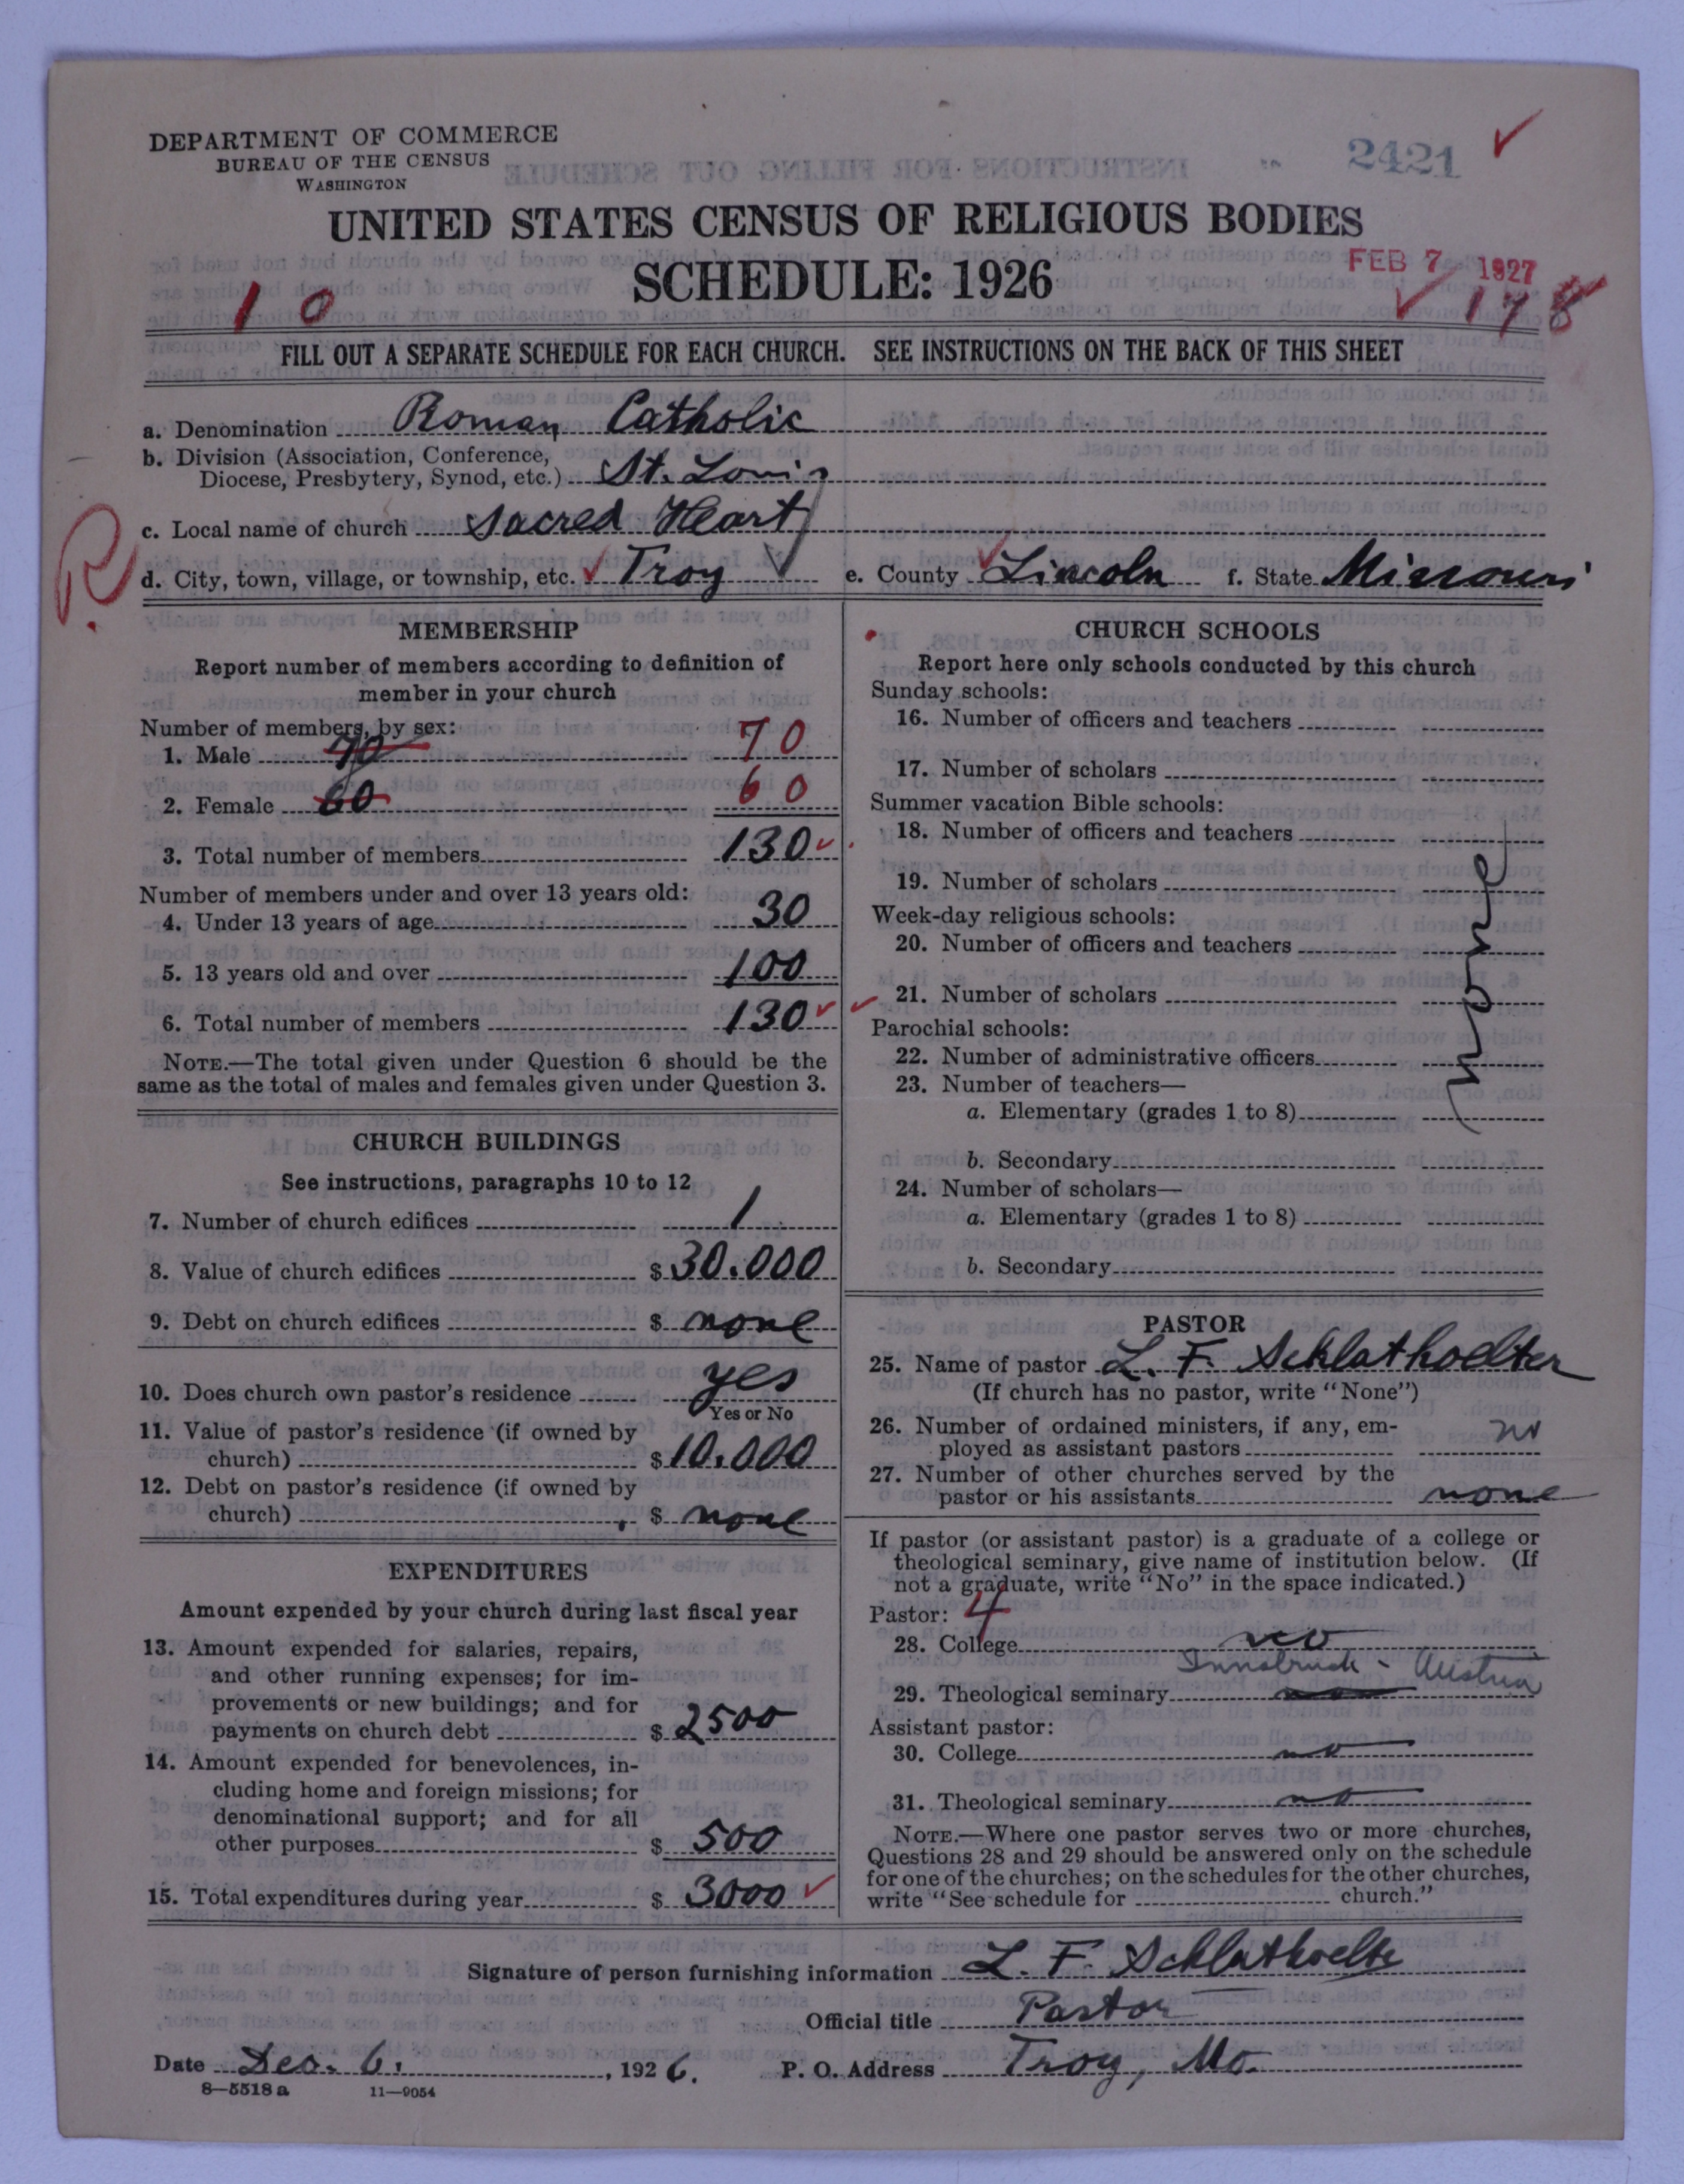 DEPARTMENT OF COMMERCE
BUREAU OF THE CENSUS
WASHINGTON
2421
UNITED STATES CENSUS OF RELIGIOUS BODIES
SCHEDULE: 1926
FEB 7 1927
10
178
FILL OUT A SEPARATE SCHEDULE FOR EACH CHURCH. SEE INSTRUCTIONS ON THE BACK OF THIS SHEET
a. Denomination Roman Catholic
b. Division (Association, Conference,
Diocese, Presbytery, Synod, etc.) St. Louis
c. Local name of church Sacred Heart
R.
d. City, town, village, or township, etc. Troy e. County Lincoln f. State Missouri
MEMBERSHIP
Report number of members according to definition of
member in your church
Number of members, by sex:
1. Male 70 70
2. Female 60 60
3. Total number of members 130
Number of members under and over 13 years old:
4. Under 13 years of age 30
5. 13 years old and over 100
6. Total number of members 130
NOTE.—The total given under Question 6 should be the
same as the total of males and females given under Question 3.
CHURCH BUILDINGS
See instructions, paragraphs 10 to 12
7. Number of church edifices 1
8. Value of church edifices $ 30.000
9. Debt on church edifices $ none
10. Does church own pastor's residence yes
Yes or No
11. Value of pastor's residence (if owned by
church) $ 10.000
12. Debt on pastor's residence (if owned by
church) $ none
EXPENDITURES
Amount expended by your church during last fiscal year
13. Amount expended for salaries, repairs,
and other running expenses; for im-
provements or new buildings; and for
payments on church debt $ 2500
14. Amount expended for benevolences, in-
cluding home and foreign missions; for
denominational support; and for all
other purposes $ 500
15. Total expenditures during year $ 3000
CHURCH SCHOOLS
Report here only schools conducted by this church
Sunday schools:
16. Number of officers and teachers
17. Number of scholars
Summer vacation Bible schools:
18. Number of officers and teachers
19. Number of scholars
Week-day religious schools:
20. Number of officers and teachers
none
21. Number of scholars
Parochial schools:
22. Number of administrative officers
23. Number of teachers—
a. Elementary (grades 1 to 8)
b. Secondary
24. Number of scholars—
a. Elementary (grades 1 to 8)
b. Secondary
PASTOR
25. Name of pastor L. F. Schlathoelter
(If church has no pastor, write "None")
26. Number of ordained ministers, if any, em-
ployed as assistant pastors no
27. Number of other churches served by the
pastor or his assistants none
If pastor (or assistant pastor) is a graduate of a college or
theological seminary, give name of institution below. (If
not a graduate, write "No" in the space indicated.)
Pastor: 4
28. College no
Innsbruck - Austria
29. Theological seminary no
Assistant pastor:
30. College no
31. Theological seminary no
NOTE.—Where one pastor serves two or more churches,
Questions 28 and 29 should be answered only on the schedule
for one of the churches; on the schedules for the other churches,
write "See schedule for church."
Signature of person furnishing information L. F. Schlathoelte
Official title Pastor
Date Dec. 6, 1926. P. O. Address Troy, Mo.
8—5518a 11—9054